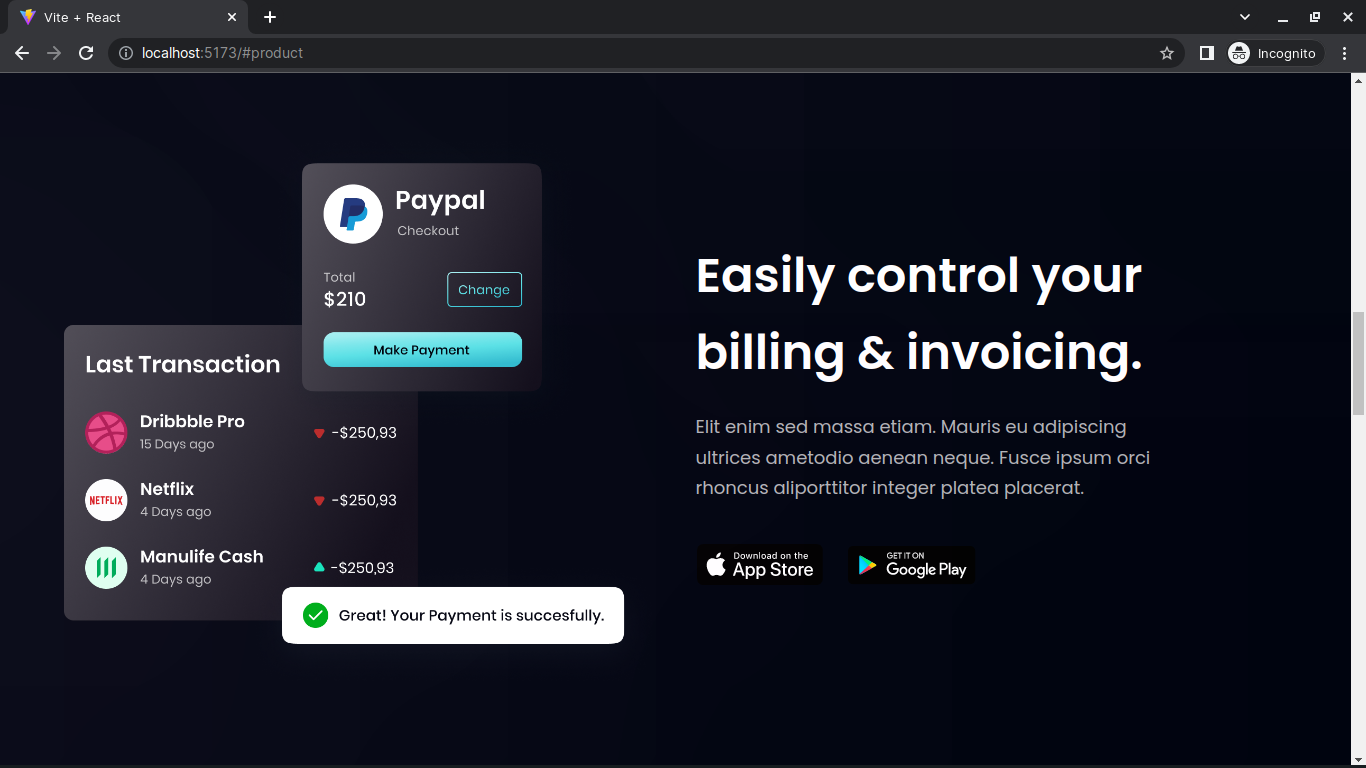 Vite + React
localhost:5173/#product
Incognito
Paypal
Checkout
Total
$210
Change
Make Payment
Last Transaction
Dribbble Pro
15 Days ago
-$250,93
NETFLIX
Netflix
4 Days ago
-$250,93
Manulife Cash
4 Days ago
-$250,93
Great! Your Payment is succesfully.
Easily control your
billing & invoicing.
Elit enim sed massa etiam. Mauris eu adipiscing
ultrices ametodio aenean neque. Fusce ipsum orci
rhoncus aliporttitor integer platea placerat.
Download on the
App Store
GET IT ON
Google Play